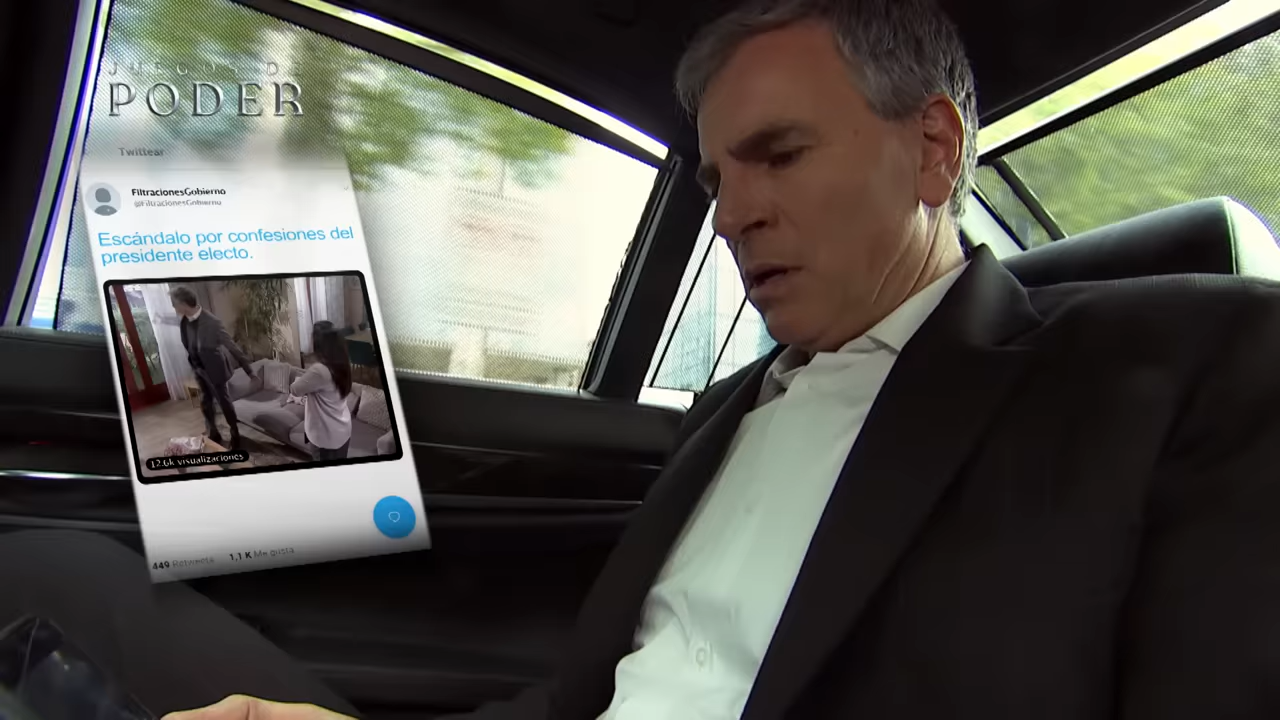 JUEGOS D
PODER
Twittear
FiltracionesGobierno
@FiltracionesGobierno
Escándalo por confesiones del
presidente electo.
12.6k visualizaciones
449 Retweets 1,1 K Me gusta